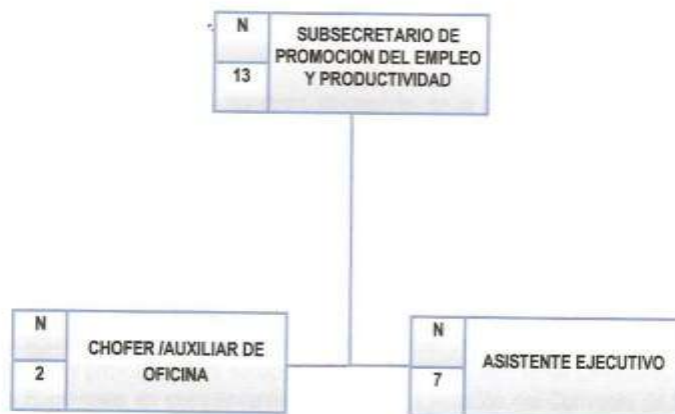 N
13
SUBSECRETARIO DE
PROMOCION DEL EMPLEO
Y PRODUCTIVIDAD
N
2
CHOFER /AUXILIAR DE
OFICINA
N
7
ASISTENTE EJECUTIVO